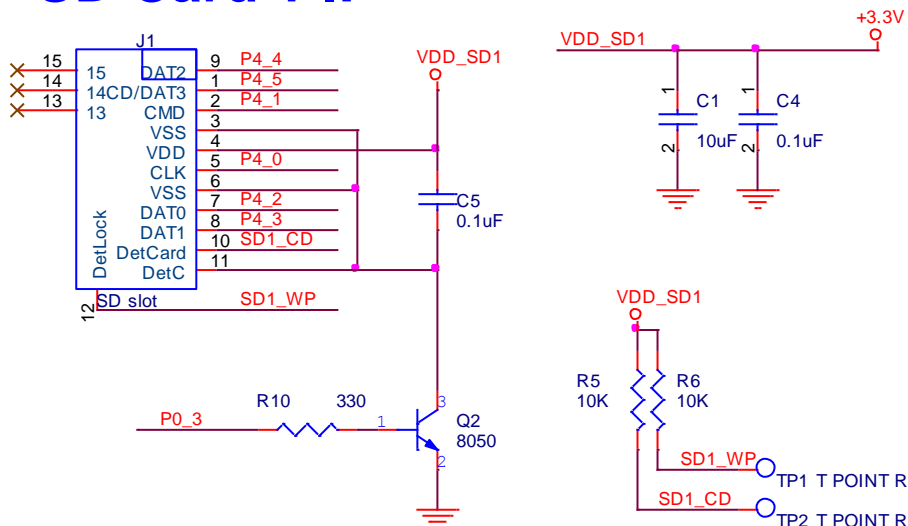 +3.3V
J1
VDD_SD1
VDD_SD1
15 15 DAT2 9 P4_4
14 14 CD/DAT3 1 P4_5
13 13 CMD 2 P4_1
VSS 3
VDD 4
CLK 5 P4_0
VSS 6
DAT0 7 P4_2
DAT1 8 P4_3
DetCard 10 SD1_CD
DetC 11
DetLock
12 SD slot SD1_WP
C5
0.1uF
1 C1 1 C4
2 10uF 2 0.1uF
VDD_SD1
R5 R6
10K 10K
P0_3 R10 330 1 3 Q2
8050
2
SD1_WP TP1 T POINT R
SD1_CD TP2 T POINT R